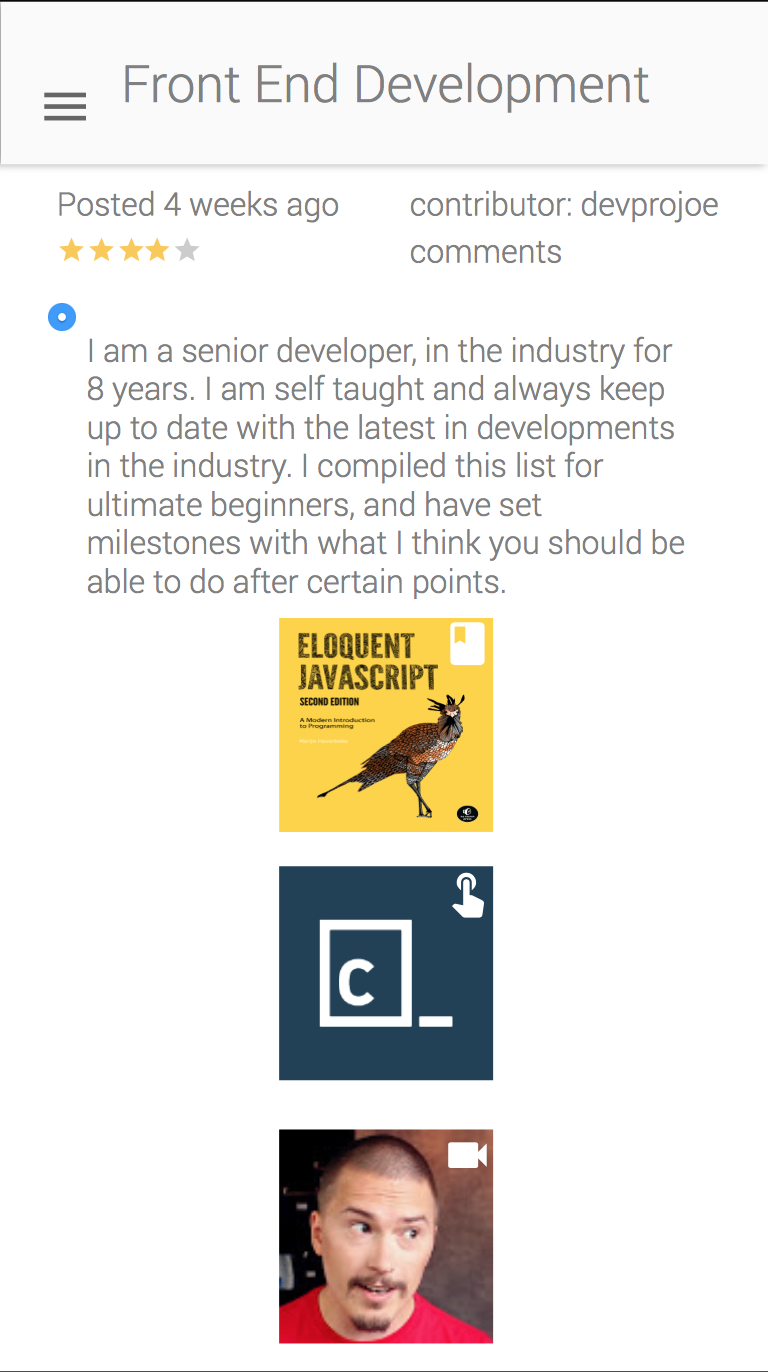 Front End Development
Posted 4 weeks ago
contributor: devprojoe
comments
I am a senior developer, in the industry for
8 years. I am self taught and always keep
up to date with the latest in developments
in the industry. I compiled this list for
ultimate beginners, and have set
milestones with what I think you should be
able to do after certain points.
ELOQUENT
JAVASCRIPT
SECOND EDITION
A Modern Introduction
to Programming
C_